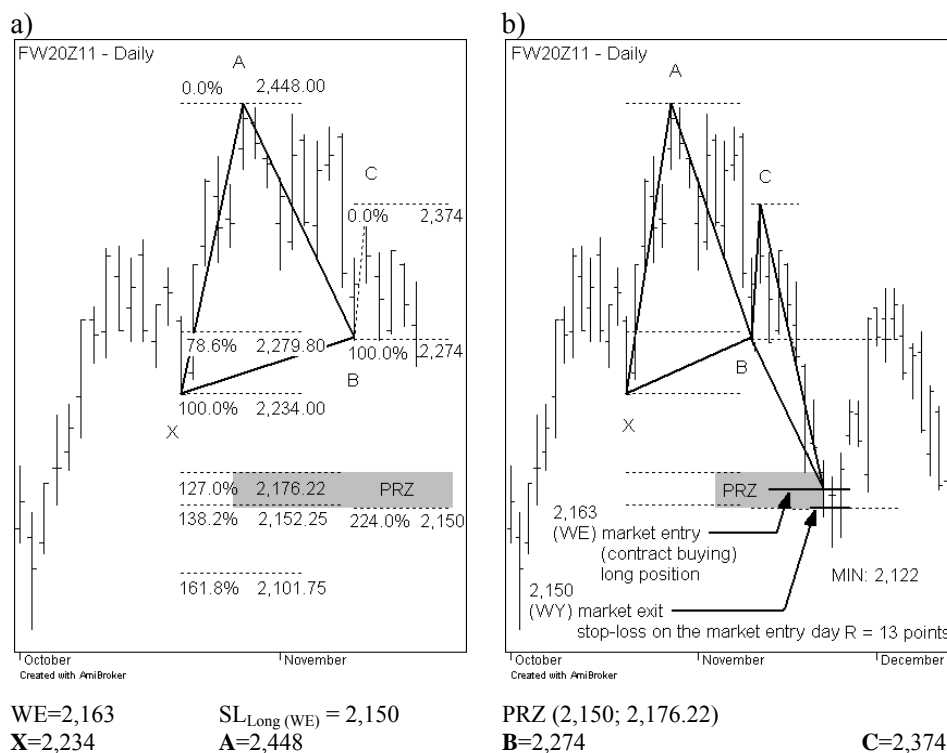 a)
FW20Z11 - Daily
A
0.0% 2,448.00
C
0.0% 2,374
78.6% 2,279.80
100.0% 2,274
B
100.0% 2,234.00
X
127.0% 2,176.22 PRZ
138.2% 2,152.25 224.0% 2,150
161.8% 2,101.75
October November
Created with AmiBroker
b)
FW20Z11 - Daily
A
C
B
X
PRZ
2,163
(WE) market entry
(contract buying)
long position
MIN: 2,122
2,150
(WY) market exit
stop-loss on the market entry day R = 13 points
October November December
Created with AmiBroker
WE=2,163 SLLong (WE) = 2,150 PRZ (2,150; 2,176.22)
X=2,234 A=2,448 B=2,274 C=2,374